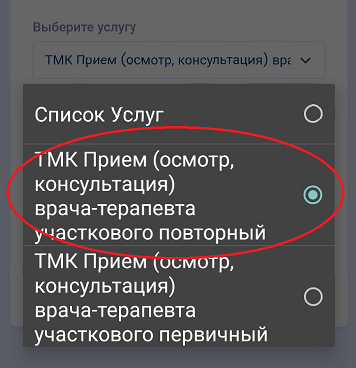 Выберите услугу
ТМК Прием (осмотр, консультация) вра
Список Услуг
ТМК Прием (осмотр,
консультация)
врача-терапевта
участкового повторный
ТМК Прием (осмотр,
консультация)
врача-терапевта
участкового первичный